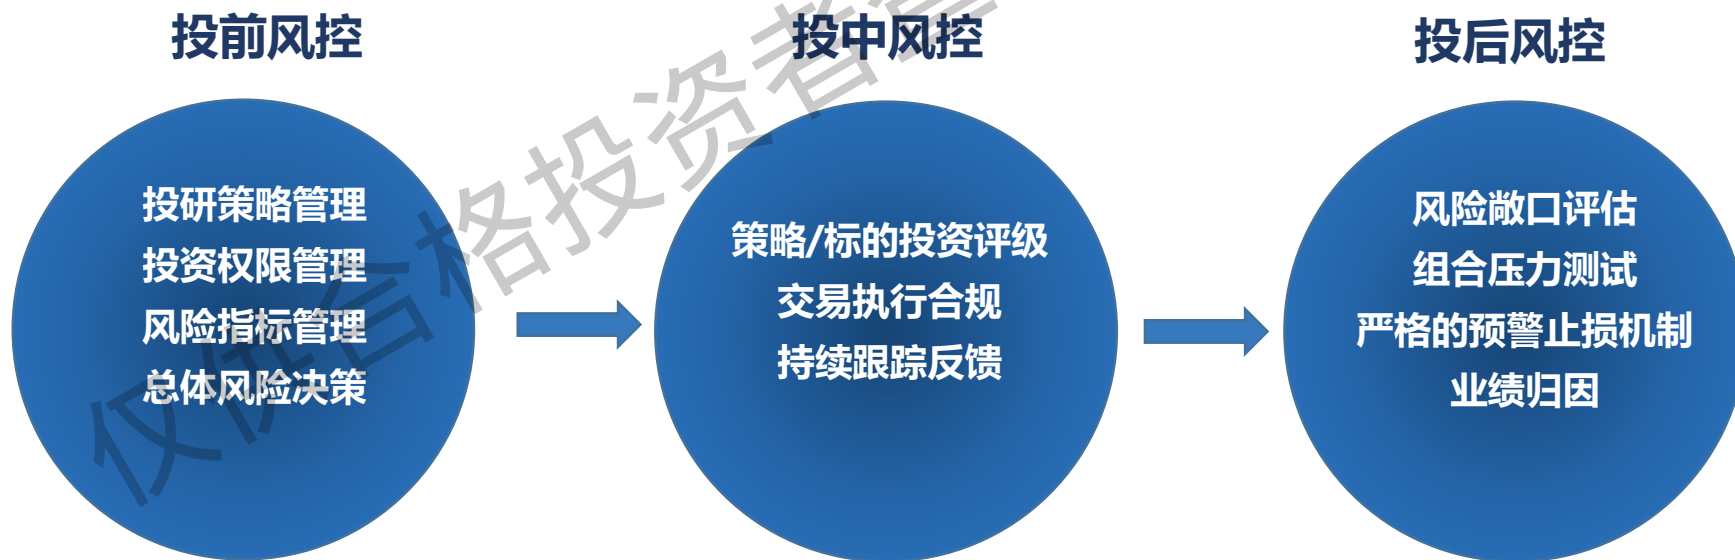 投前风控
投中风控
投后风控
投研策略管理
投资权限管理
风险指标管理
总体风险决策
策略/标的投资评级
交易执行合规
持续跟踪反馈
风险敞口评估
组合压力测试
严格的预警止损机制
业绩归因
仅供合格投资者